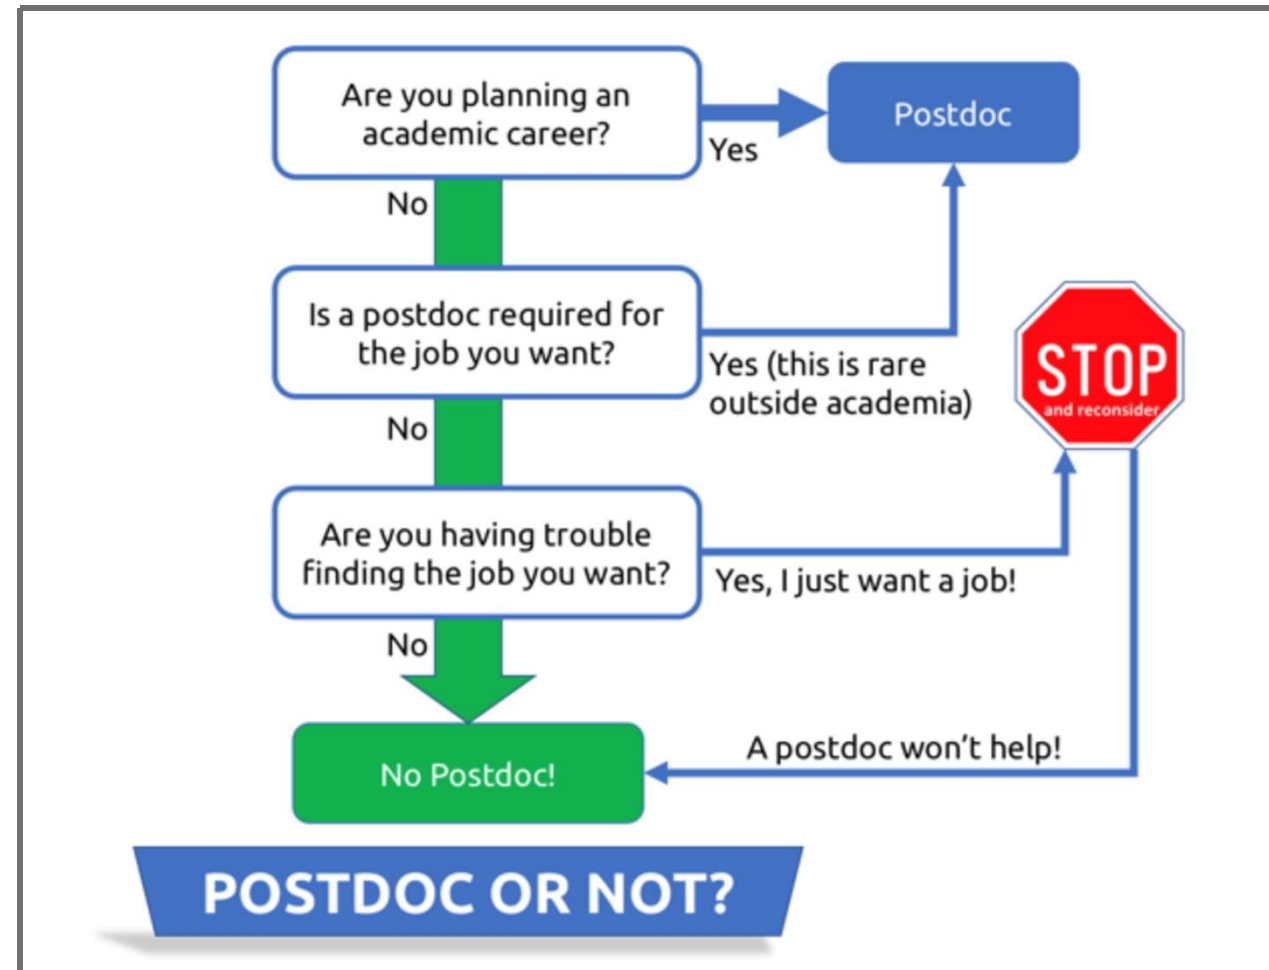 Are you planning an
academic career?
Yes
Postdoc
No
Is a postdoc required for
the job you want?
Yes (this is rare
outside academia)
STOP
and reconsider
No
Are you having trouble
finding the job you want?
Yes, I just want a job!
No
A postdoc won’t help!
No Postdoc!
POSTDOC OR NOT?